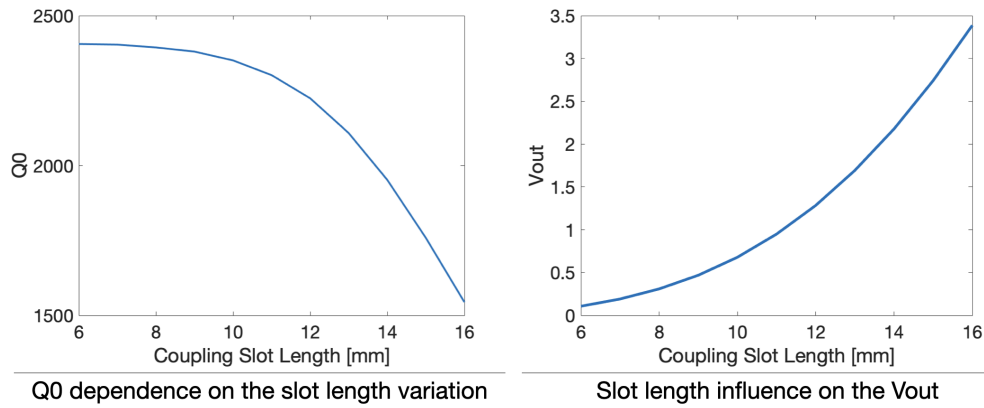 2500
2000
1500
Q0
6 8 10 12 14 16
Coupling Slot Length [mm]
Q0 dependence on the slot length variation
3.5
3
2.5
2
1.5
1
0.5
0
Vout
6 8 10 12 14 16
Coupling Slot Length [mm]
Slot length influence on the Vout